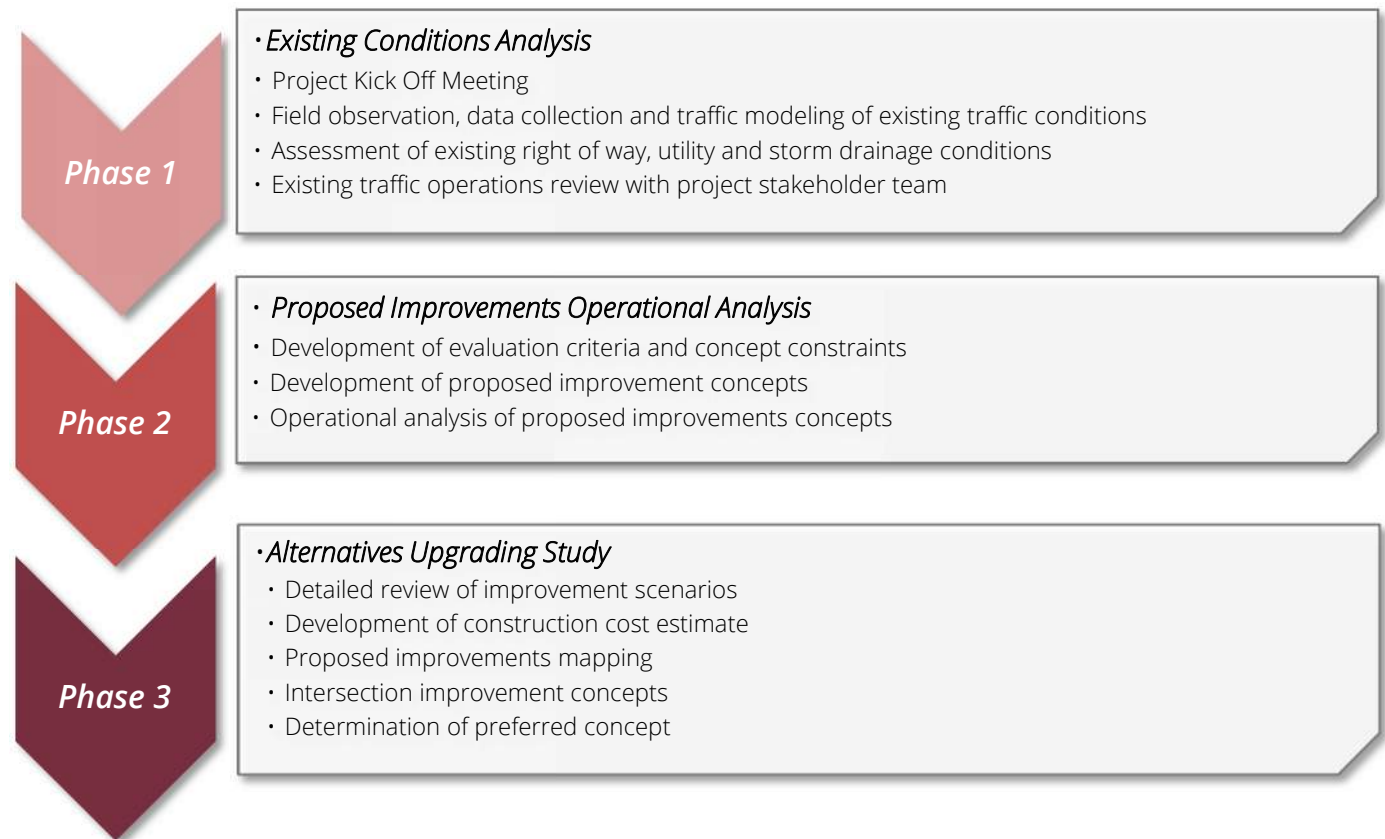 Phase 1
· Existing Conditions Analysis
· Project Kick Off Meeting
· Field observation, data collection and traffic modeling of existing traffic conditions
· Assessment of existing right of way, utility and storm drainage conditions
· Existing traffic operations review with project stakeholder team
Phase 2
· Proposed Improvements Operational Analysis
· Development of evaluation criteria and concept constraints
· Development of proposed improvement concepts
· Operational analysis of proposed improvements concepts
Phase 3
· Alternatives Upgrading Study
· Detailed review of improvement scenarios
· Development of construction cost estimate
· Proposed improvements mapping
· Intersection improvement concepts
· Determination of preferred concept